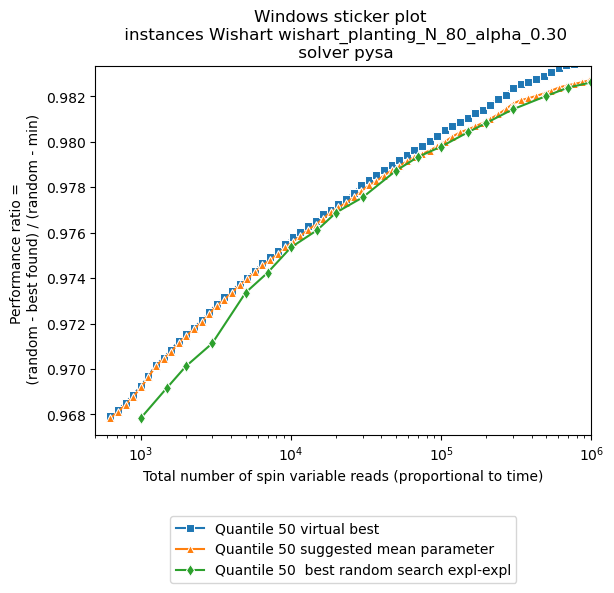 Windows sticker plot
instances Wishart wishart_planting_N_80_alpha_0.30
solver pysa
Performance ratio =
(random - best found) / (random - min)
0.982
0.980
0.978
0.976
0.974
0.972
0.970
0.968
10³
10⁴
10⁵
10⁶
Total number of spin variable reads (proportional to time)
Quantile 50 virtual best
Quantile 50 suggested mean parameter
Quantile 50  best random search expl-expl